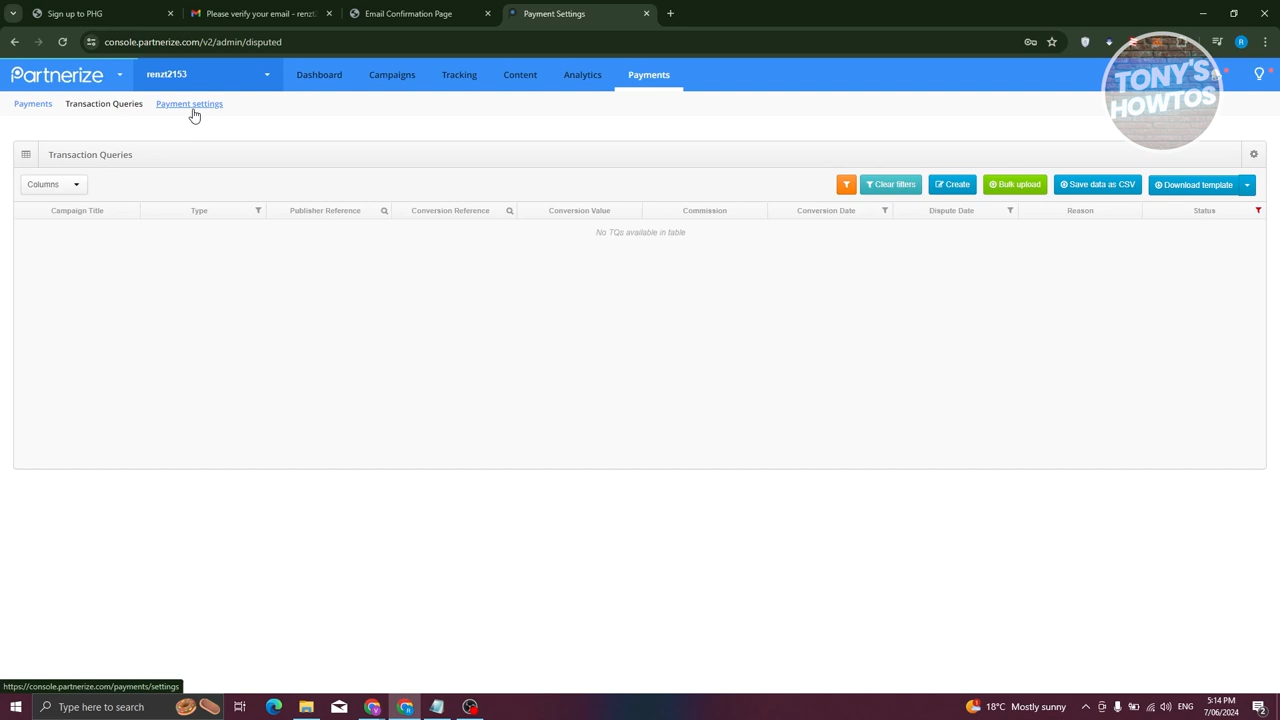 Sign up to PHG
Please verify your email - renzt
Email Confirmation Page
Payment Settings
console.partnerize.com/v2/admin/disputed
R
Partnerize
renzt2153
Dashboard
Campaigns
Tracking
Content
Analytics
Payments
TONY'S
HOWTOS
Payments
Transaction Queries
Payment settings
Transaction Queries
Columns
Clear filters
Create
Bulk upload
Save data as CSV
Download template
Campaign Title
Type
Publisher Reference
Conversion Reference
Conversion Value
Commission
Conversion Date
Dispute Date
Reason
Status
No TQs available in table
https://console.partnerize.com/payments/settings
Type here to search
18°C Mostly sunny
5:14 PM
7/06/2024
2